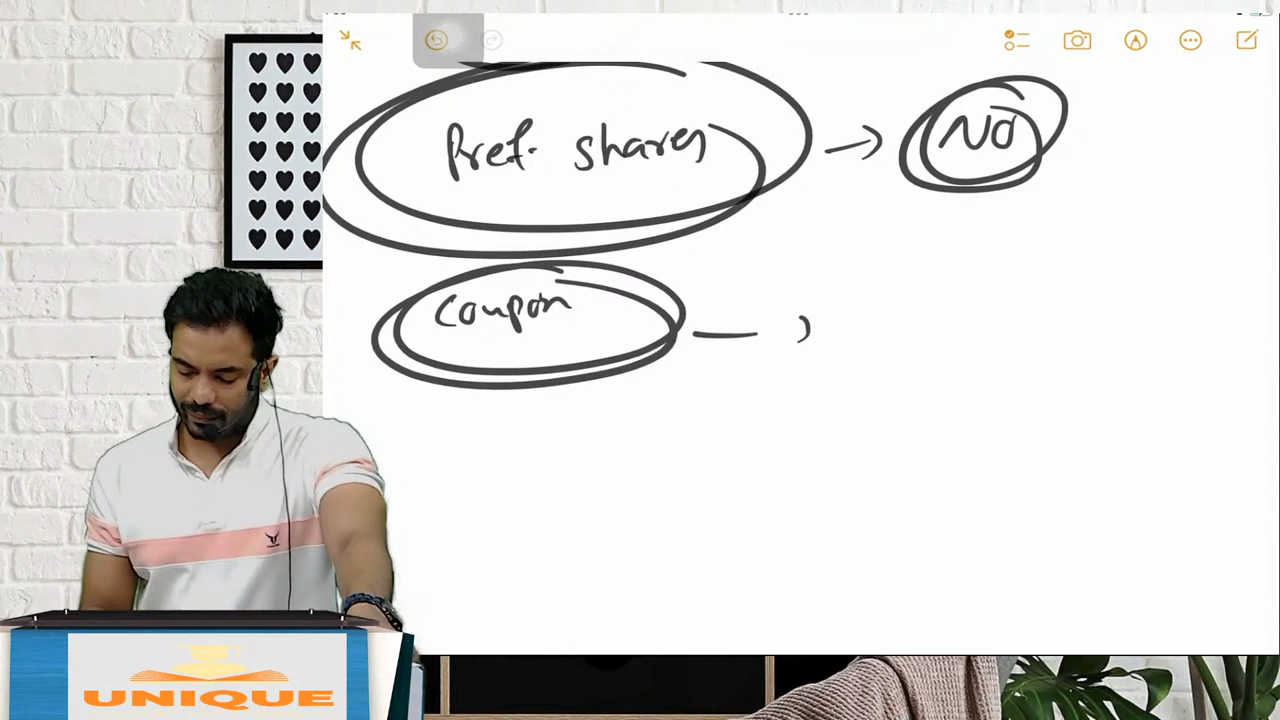 Pref. shares → NO
Coupon —
UNIQUE